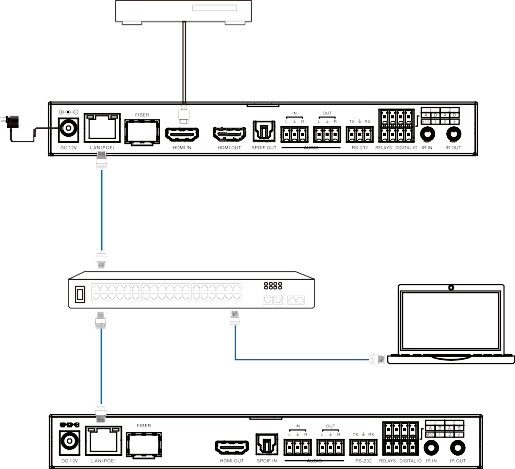 FIBER
IN
OUT
L R L R TX RX
DC 12V LAN(POE) HDMI IN HDMI OUT SPDIF OUT AUDIO RS-232 RELAYS DIGITAL IO IR IN IR OUT
FIBER
IN
OUT
L R L R TX RX
DC 12V LAN(POE) HDMI OUT SPDIF IN AUDIO RS-232 RELAYS DIGITAL IO IR IN IR OUT